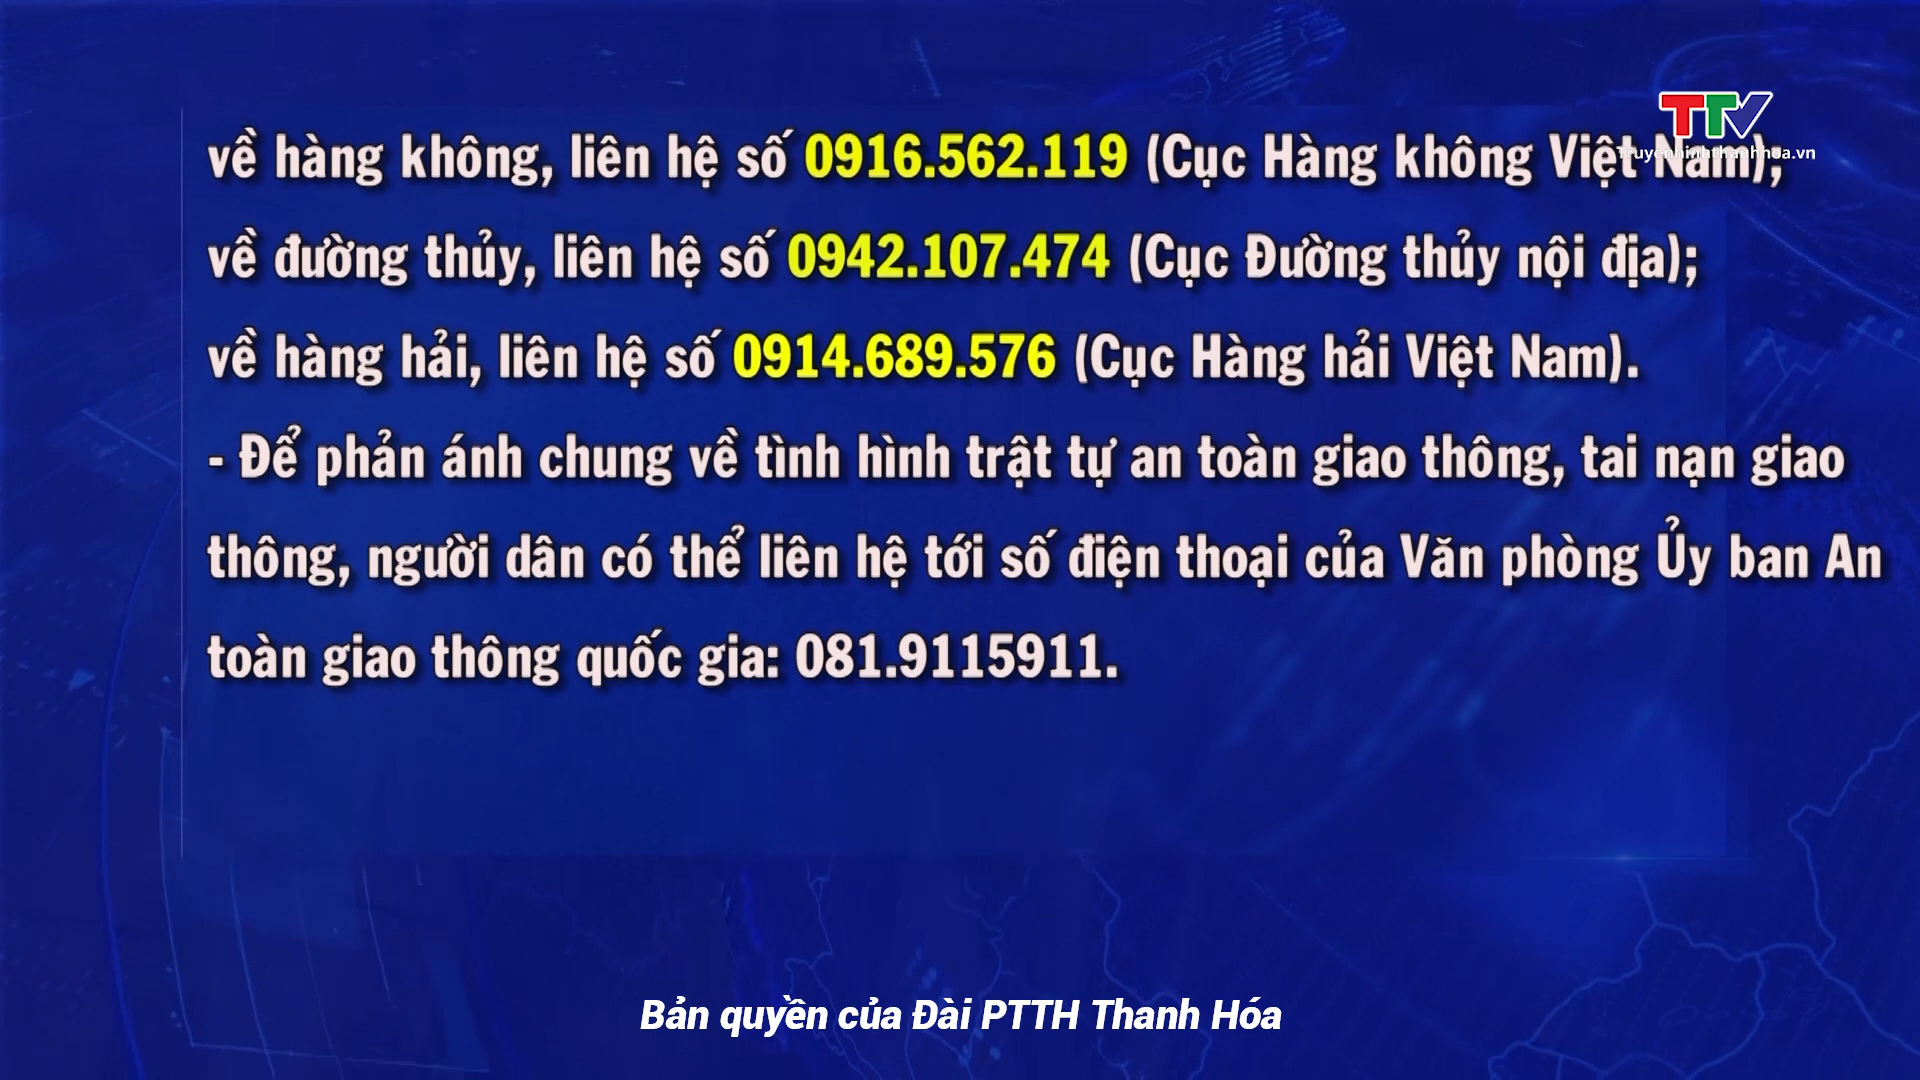 TTV
Truyenhinhthanhhoa.vn
về hàng không, liên hệ số 0916.562.119 (Cục Hàng không Việt Nam);
về đường thủy, liên hệ số 0942.107.474 (Cục Đường thủy nội địa);
về hàng hải, liên hệ số 0914.689.576 (Cục Hàng hải Việt Nam).
- Để phản ánh chung về tình hình trật tự an toàn giao thông, tai nạn giao
thông, người dân có thể liên hệ tới số điện thoại của Văn phòng Ủy ban An
toàn giao thông quốc gia: 081.9115911.
Bản quyền của Đài PTTH Thanh Hóa